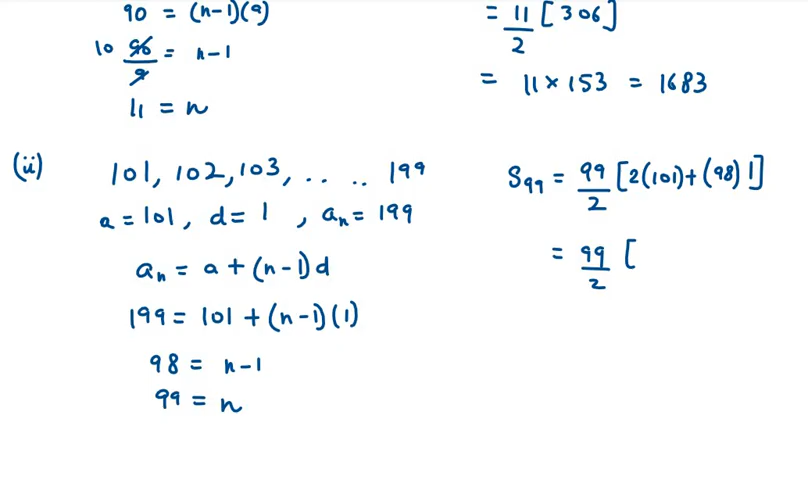 90 = (n-1)(9)
10 90/9 = n-1
11 = n
= 11/2 [306]
= 11 × 153 = 1683
(ii) 101, 102, 103, .. .. 199
a = 101, d = 1, an = 199
an = a + (n-1)d
199 = 101 + (n-1)(1)
98 = n-1
99 = n
S99 = 99/2 [2(101) + (98) 1]
= 99/2 [